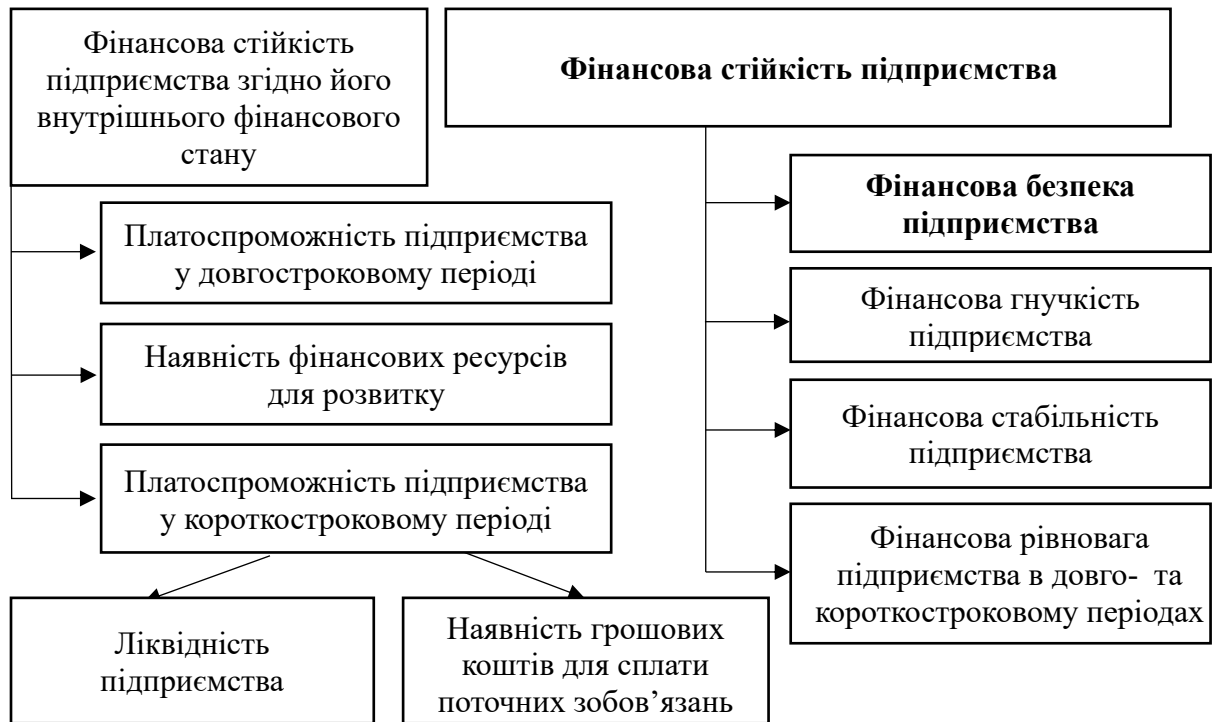 Фінансова стійкість
підприємства згідно його
внутрішнього фінансового
стану
Платоспроможність підприємства
у довгостроковому періоді
Наявність фінансових ресурсів
для розвитку
Платоспроможність підприємства
у короткостроковому періоді
Ліквідність
підприємства
Наявність грошових
коштів для сплати
поточних зобов’язань
Фінансова стійкість підприємства
Фінансова безпека
підприємства
Фінансова гнучкість
підприємства
Фінансова стабільність
підприємства
Фінансова рівновага
підприємства в довго- та
короткостроковому періодах